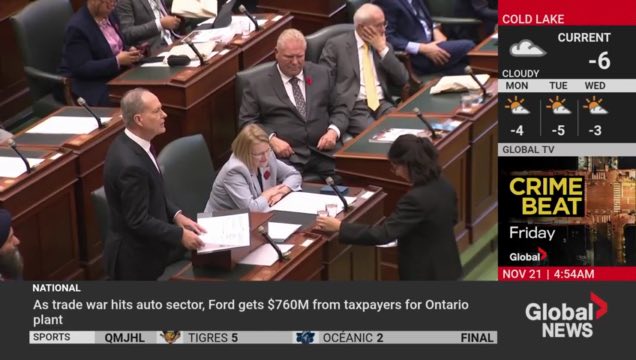 COLD LAKE
CURRENT
-6
CLOUDY
MON TUE WED
-4 -5 -3
GLOBAL TV
CRIME
BEAT
Friday
Global
NOV 21 | 4:54AM
NATIONAL
As trade war hits auto sector, Ford gets $760M from taxpayers for Ontario
plant
Global
NEWS
SPORTS QMJHL TIGRES 5 OCÉANIC 2 FINAL